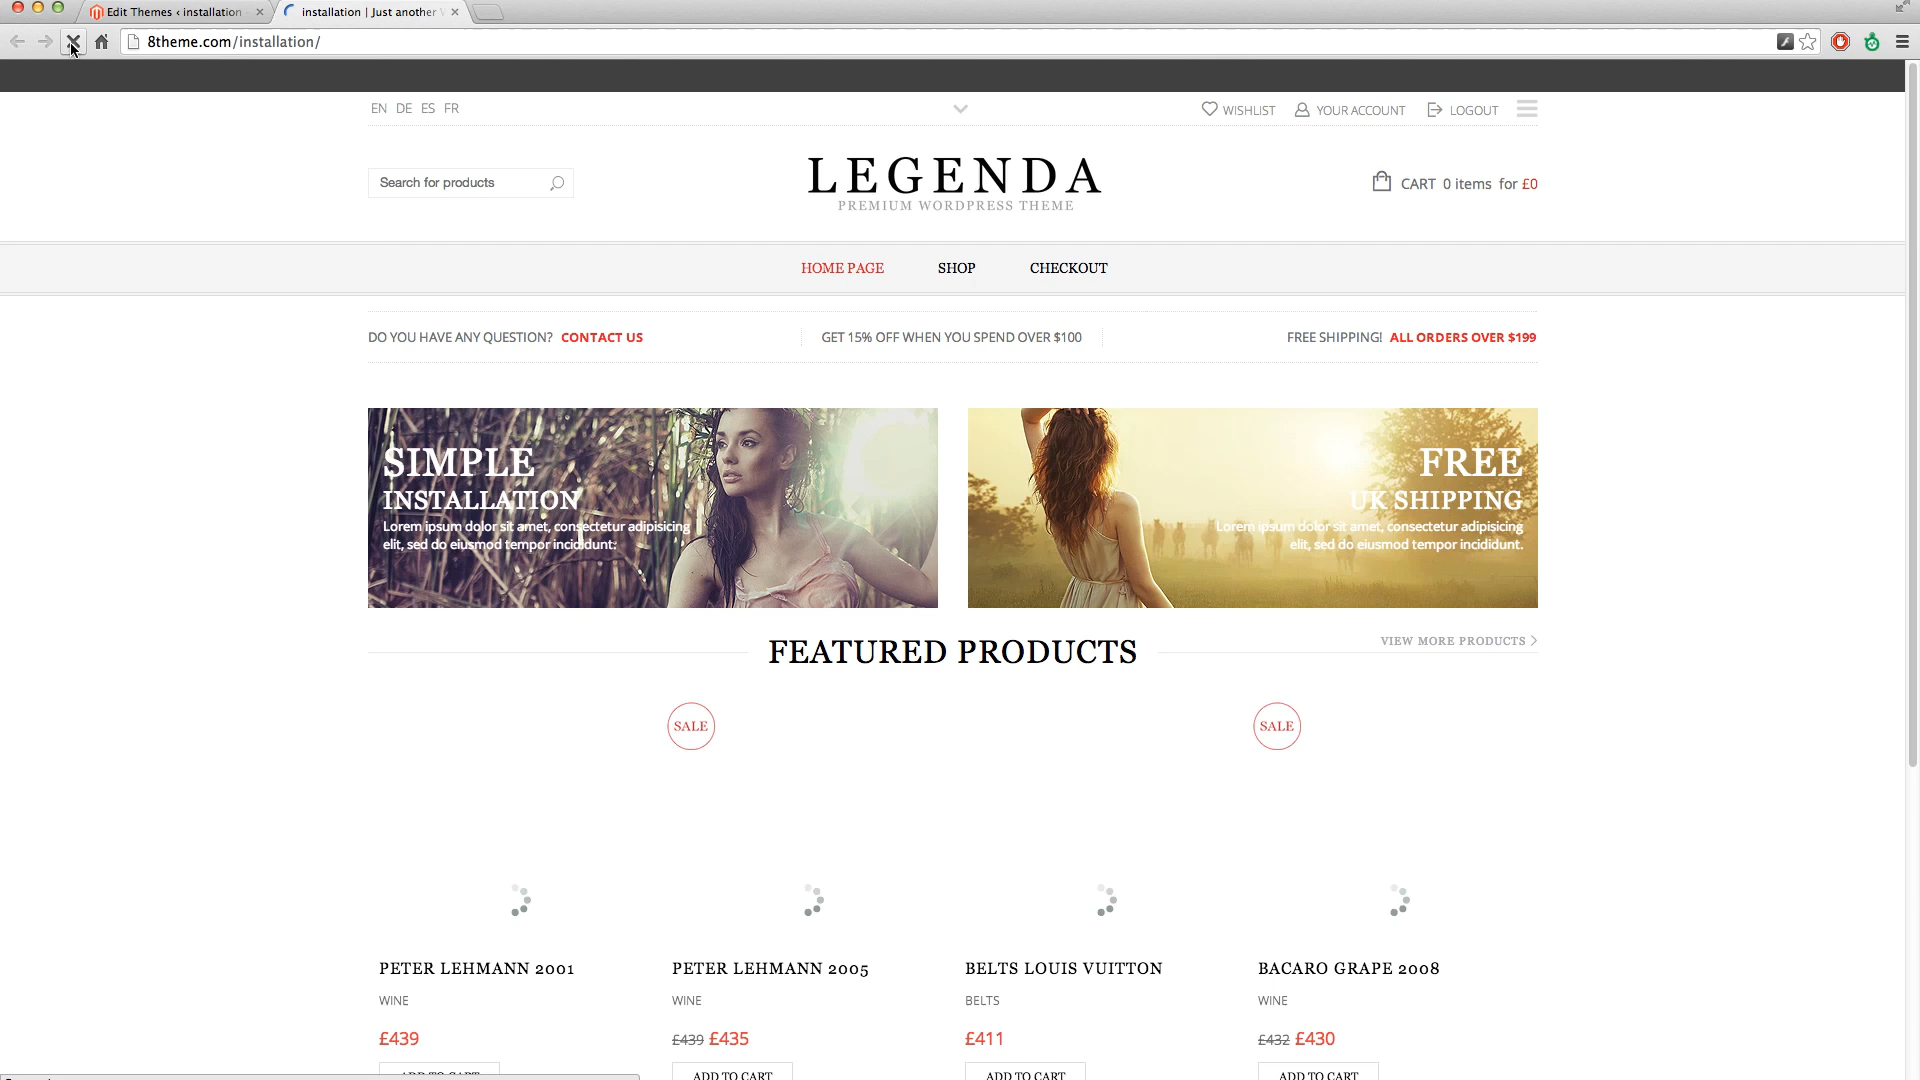 Edit Themes ‹ installation
installation | Just another
8theme.com/installation/
EN DE ES FR
WISHLIST
YOUR ACCOUNT
LOGOUT
Search for products
LEGENDA
PREMIUM WORDPRESS THEME
CART 0 items for £0
HOME PAGE
SHOP
CHECKOUT
DO YOU HAVE ANY QUESTION? CONTACT US
GET 15% OFF WHEN YOU SPEND OVER $100
FREE SHIPPING! ALL ORDERS OVER $199
SIMPLE
INSTALLATION
Lorem ipsum dolor sit amet, consectetur adipisicing
elit, sed do eiusmod tempor incididunt.
FREE
UK SHIPPING
Lorem ipsum dolor sit amet, consectetur adipisicing
elit, sed do eiusmod tempor incididunt.
FEATURED PRODUCTS
VIEW MORE PRODUCTS
SALE
SALE
PETER LEHMANN 2001
WINE
£439
ADD TO CART
PETER LEHMANN 2005
WINE
£439 £435
ADD TO CART
BELTS LOUIS VUITTON
BELTS
£411
ADD TO CART
BACARO GRAPE 2008
WINE
£432 £430
ADD TO CART